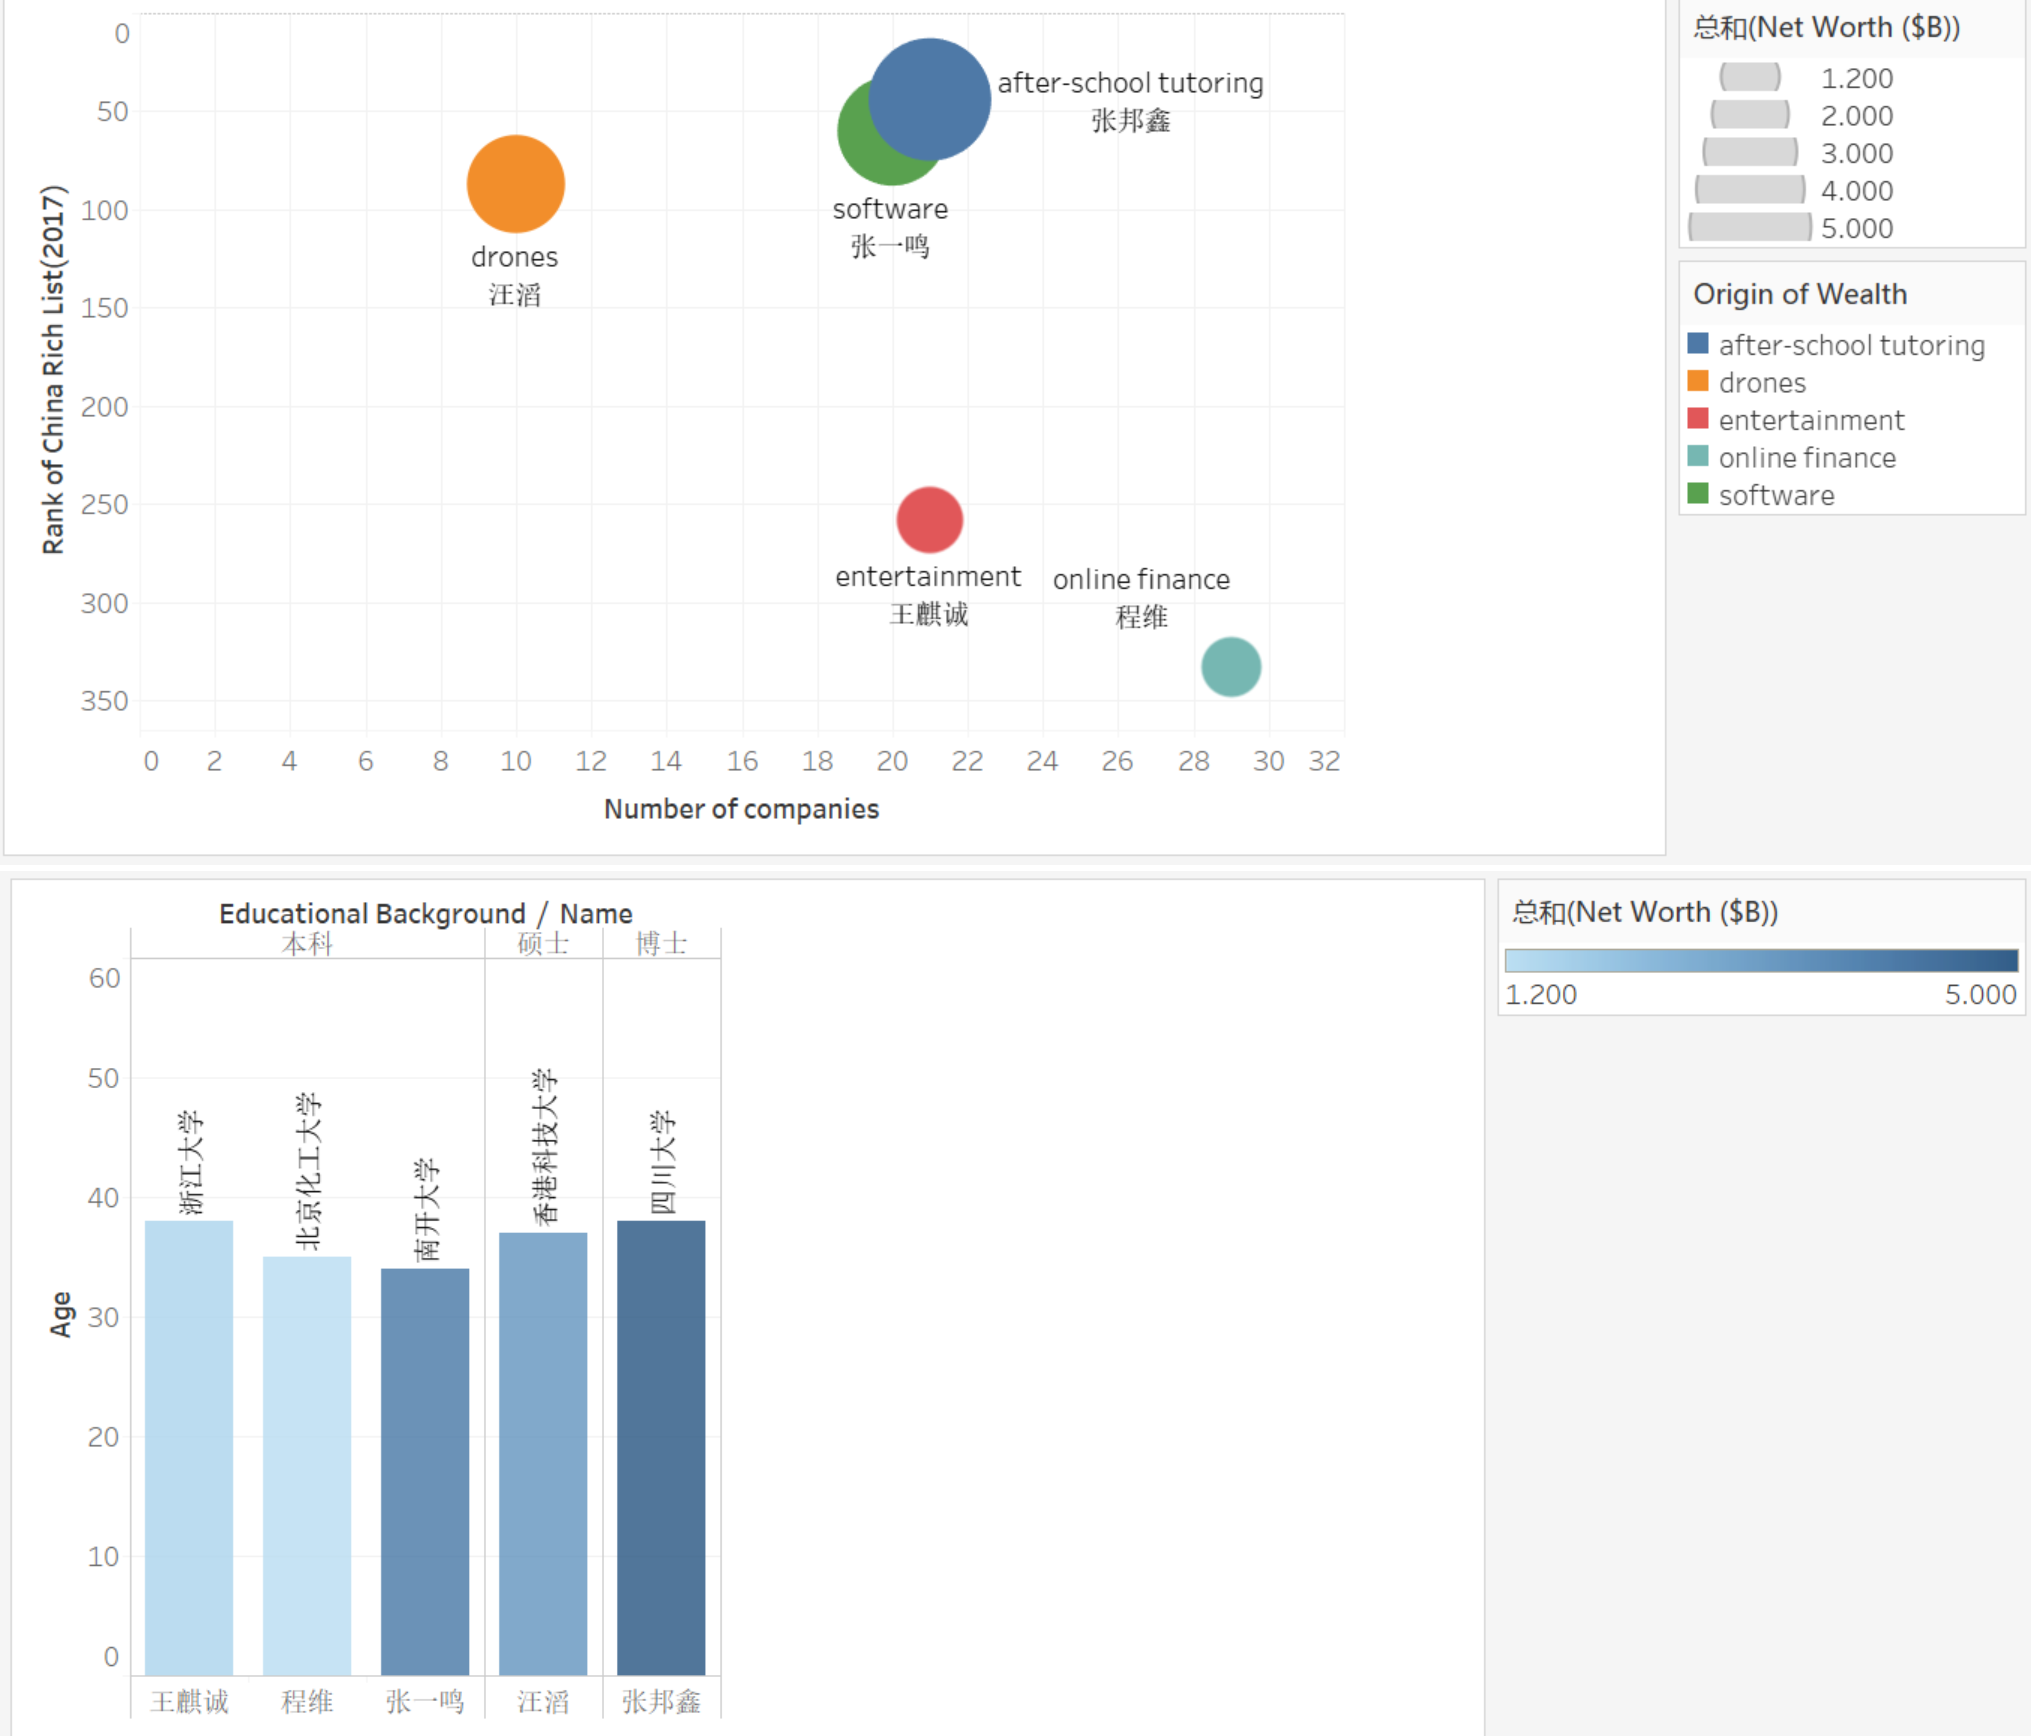 0
50
100
150
200
250
300
350
Rank of China Rich List(2017)
after-school tutoring
张邦鑫
software
张一鸣
drones
汪滔
entertainment
王麒诚
online finance
程维
0 2 4 6 8 10 12 14 16 18 20 22 24 26 28 30 32
Number of companies
总和(Net Worth ($B))
1.200
2.000
3.000
4.000
5.000
Origin of Wealth
after-school tutoring
drones
entertainment
online finance
software
Educational Background / Name
本科 硕士 博士
60
50
40
30
20
10
0
Age
浙江大学
北京化工大学
南开大学
香港科技大学
四川大学
王麒诚 程维 张一鸣 汪滔 张邦鑫
总和(Net Worth ($B))
1.200 5.000